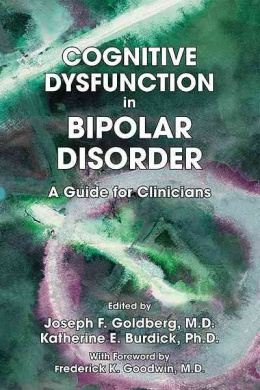 COGNITIVE
DYSFUNCTION
in
BIPOLAR
DISORDER
A Guide for Clinicians
Edited by
Joseph F. Goldberg, M.D.
Katherine E. Burdick, Ph.D.
With Foreword by
Frederick K. Goodwin, M.D.